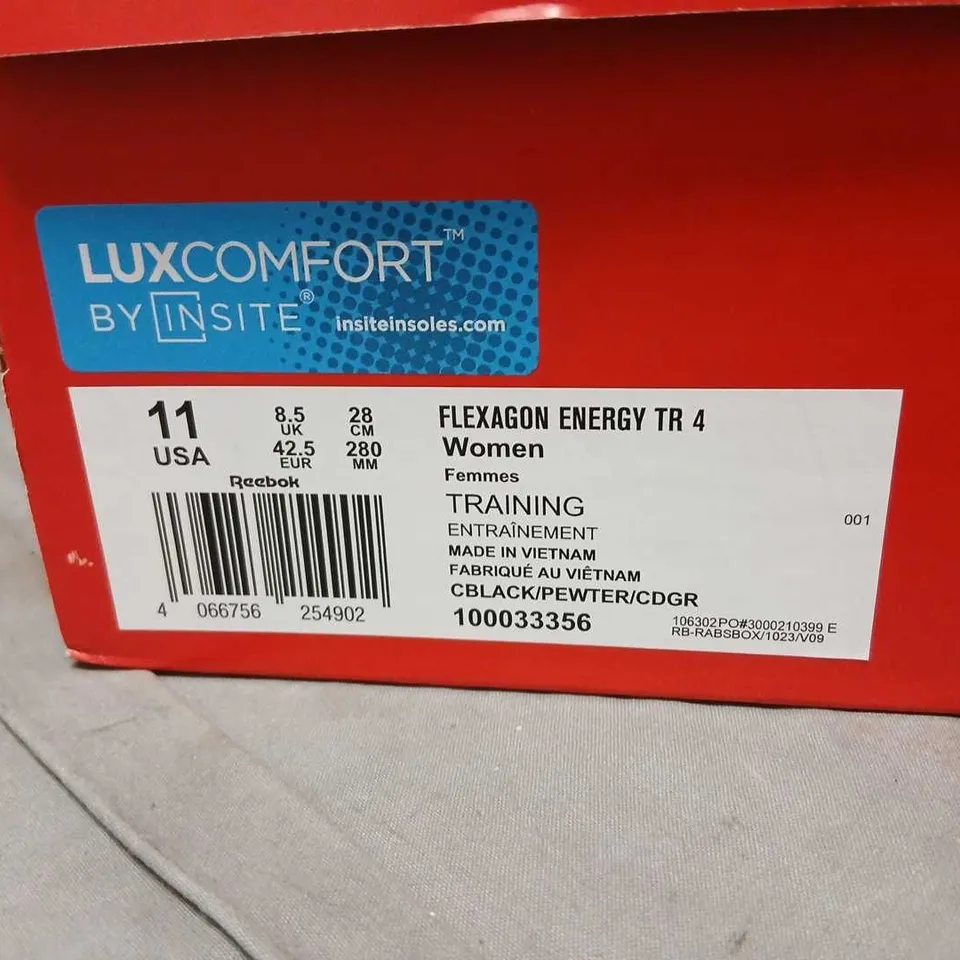 LUXCOMFORT™
BY INSITE® insiteinsoles.com
11 USA
8.5 UK
28 CM
42.5 EUR
280 MM
Reebok
4 066756 254902
FLEXAGON ENERGY TR 4
Women
Femmes
TRAINING
ENTRAÎNEMENT
MADE IN VIETNAM
FABRIQUÉ AU VIÊTNAM
CBLACK/PEWTER/CDGR
100033356
001
106302PO#3000210399 E
RB-RABSBOX/1023/V09